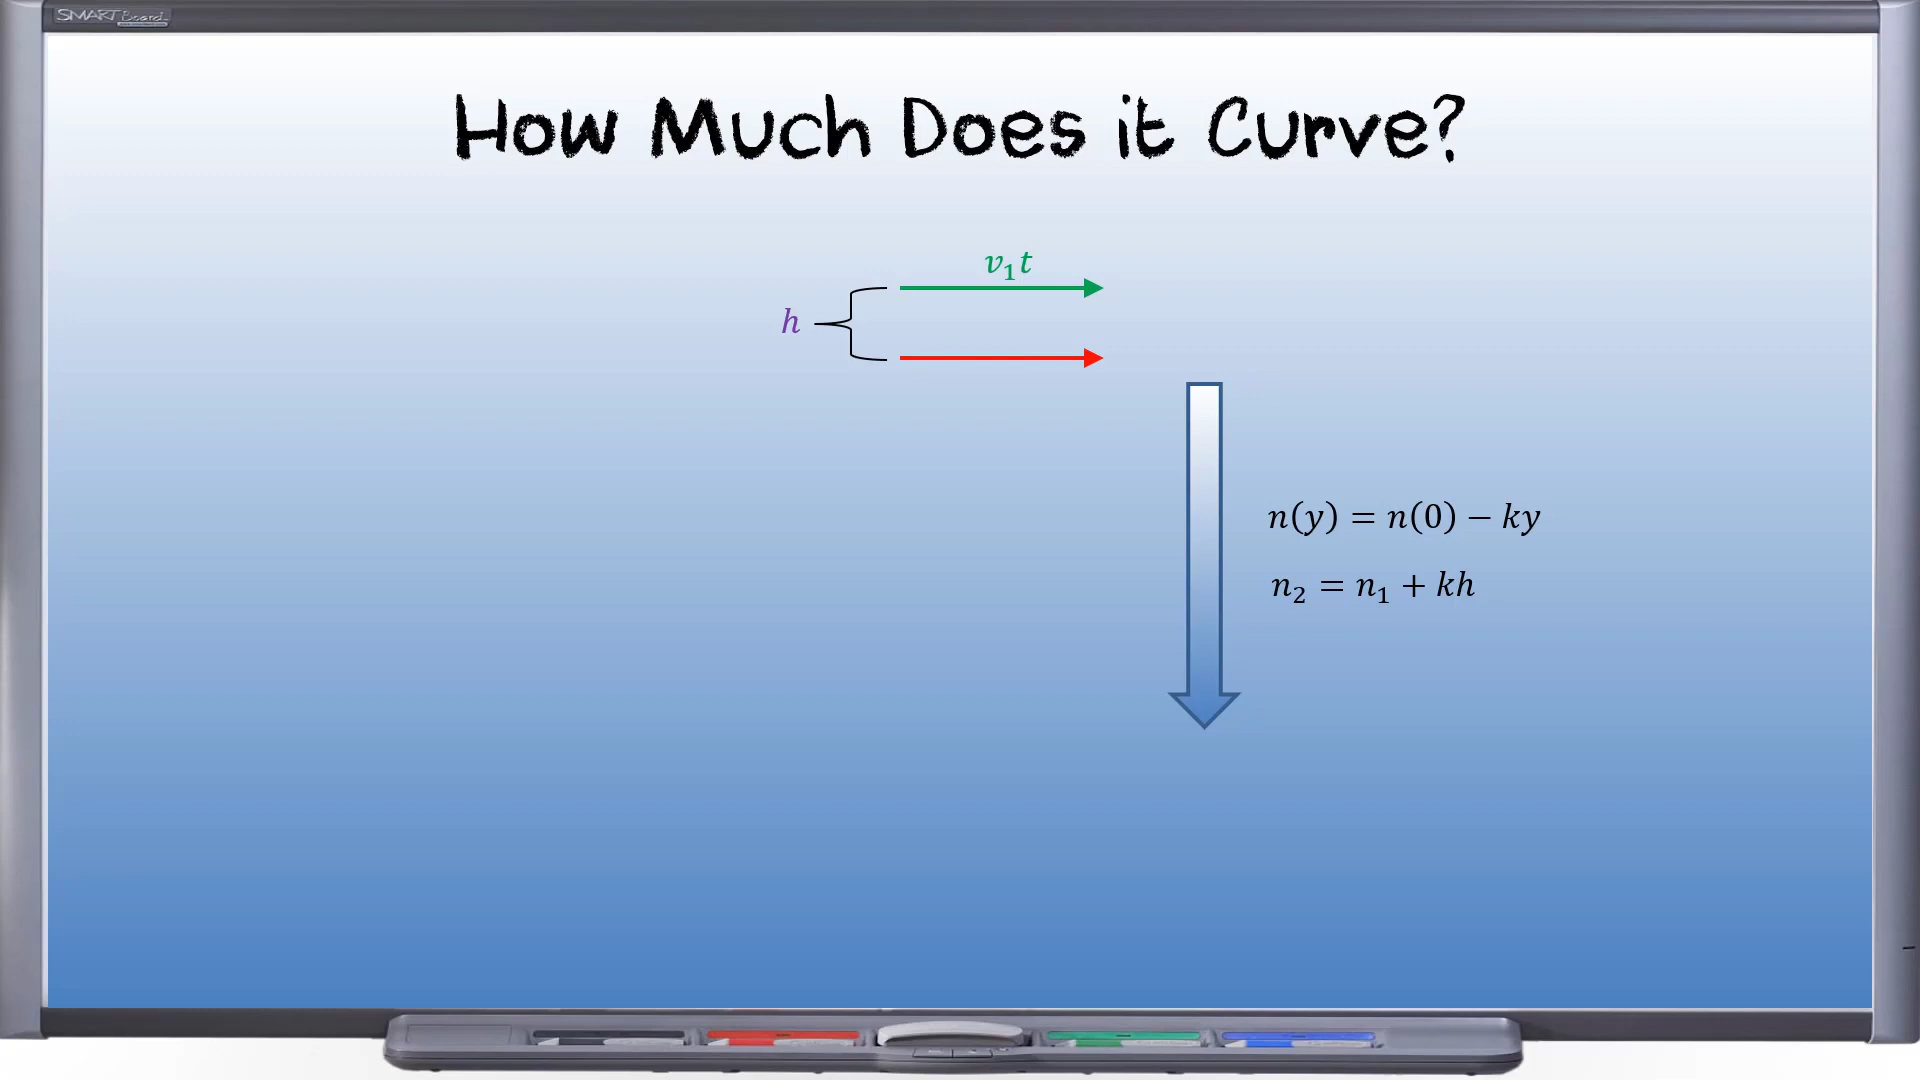 SMART Board
How Much Does it Curve?
v₁t
h
n(y) = n(0) − ky
n₂ = n₁ + kh